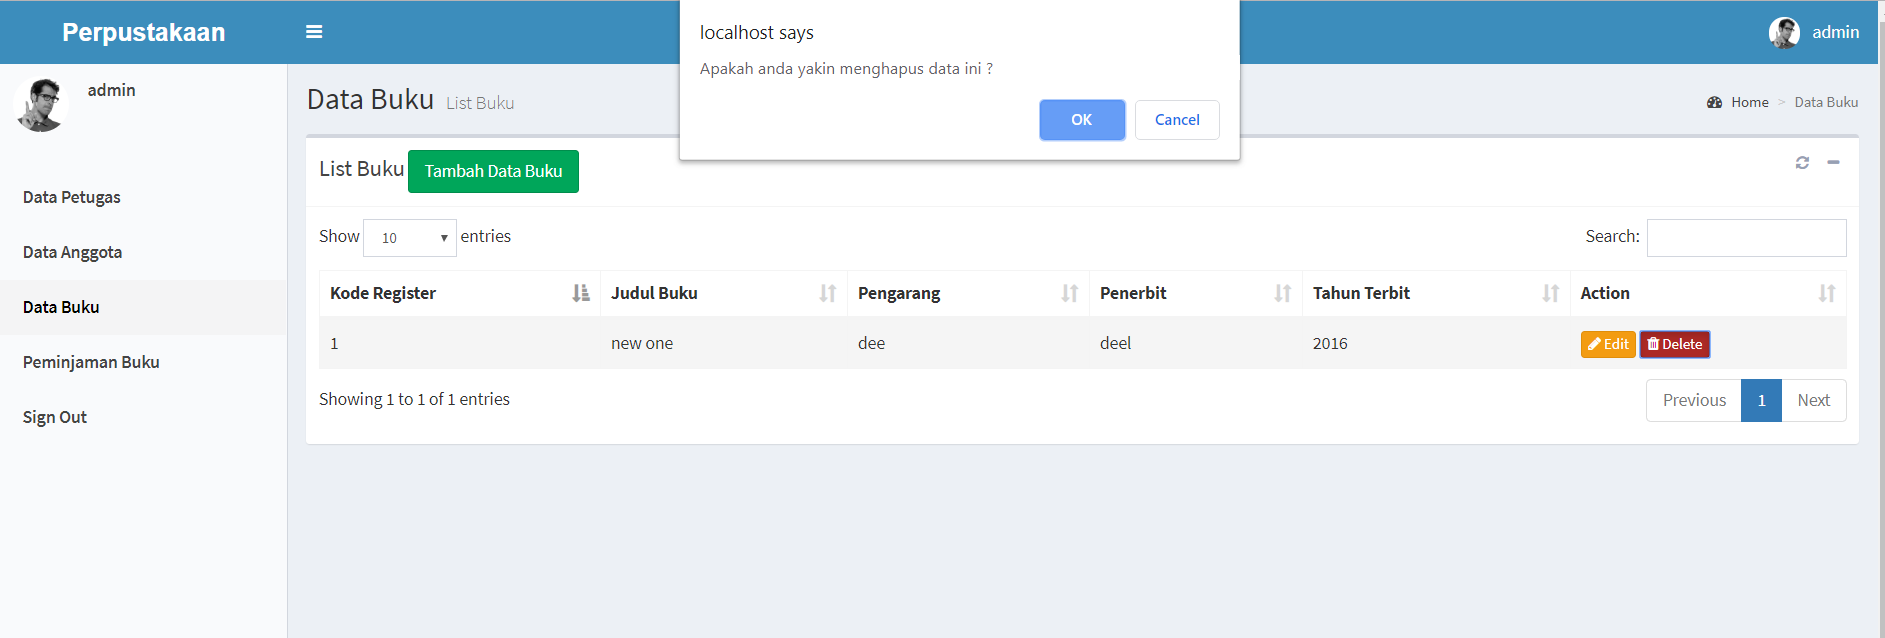 Perpustakaan
admin
localhost says
Apakah anda yakin menghapus data ini ?
OK Cancel
admin
Data Petugas
Data Anggota
Data Buku
Peminjaman Buku
Sign Out
Data Buku List Buku
Home > Data Buku
List Buku Tambah Data Buku
Show 10 entries
Search:
Kode Register Judul Buku Pengarang Penerbit Tahun Terbit Action
1 new one dee deel 2016 Edit Delete
Showing 1 to 1 of 1 entries
Previous 1 Next